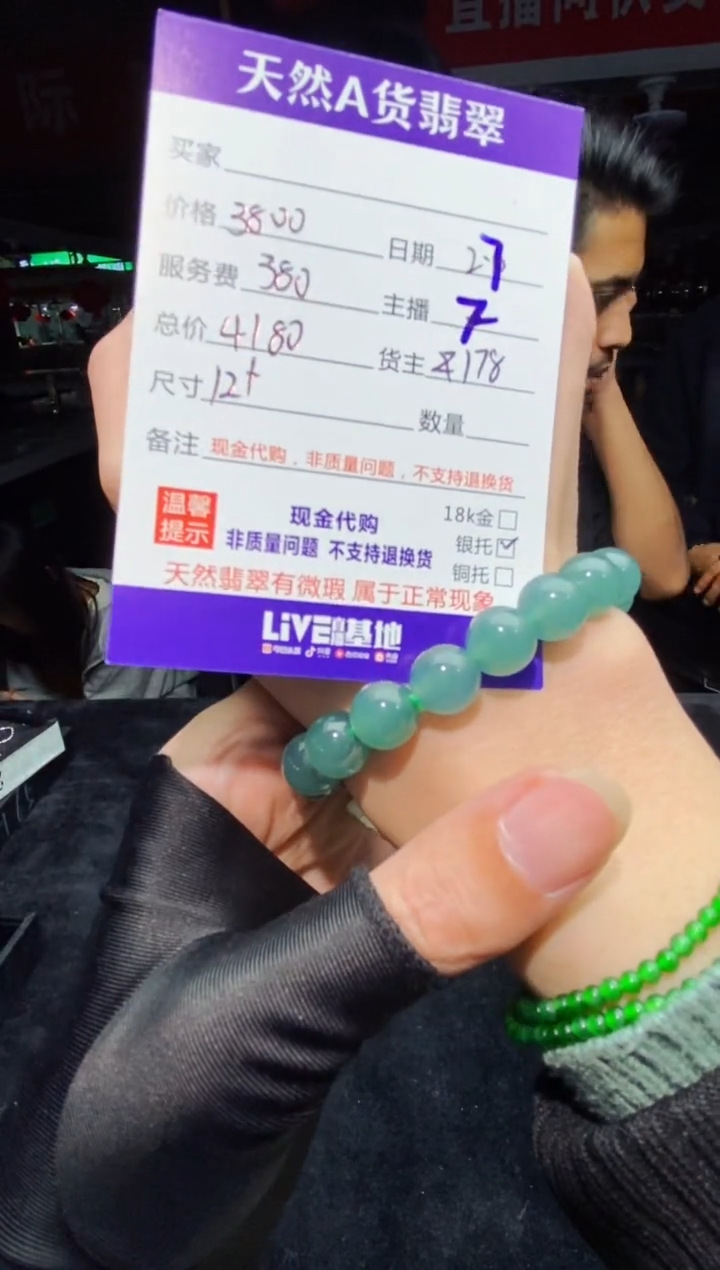 天然A货翡翠
买家
价格 3800
日期
服务费 380
主播 7
总价 4180
货主
尺寸 12+
数量
备注 现金代购，非质量问题，不支持退换货
18k金
温馨提示
现金代购
银托
非质量问题 不支持退换货
铜托
天然翡翠有微瑕 属于正常现象
LiVE直播基地